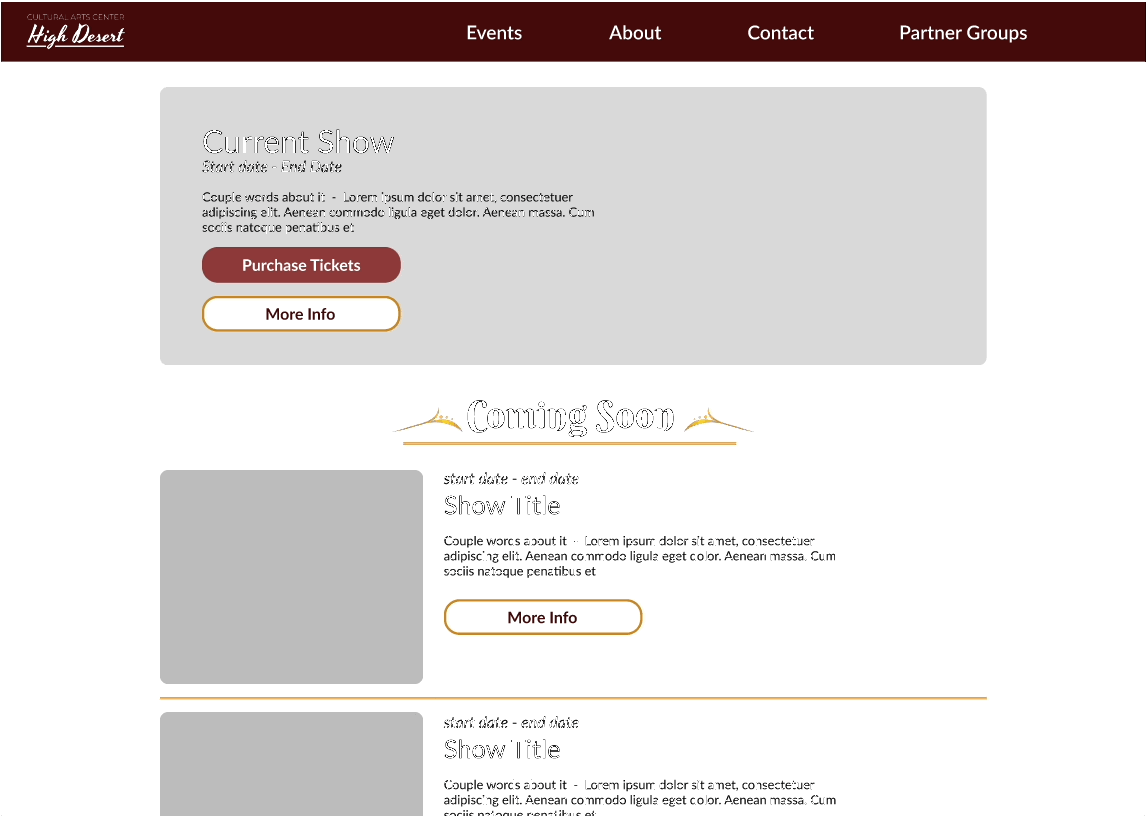 CULTURAL ARTS CENTER
High Desert
Events About Contact Partner Groups
Current Show
Start date - End Date
Couple words about it - Lorem ipsum dolor sit amet, consectetuer
adipiscing elit. Aenean commodo ligula eget dolor. Aenean massa. Cum
sociis natoque penatibus et
Purchase Tickets
More Info
Coming Soon
start date - end date
Show Title
Couple words about it - Lorem ipsum dolor sit amet, consectetuer
adipiscing elit. Aenean commodo ligula eget dolor. Aenean massa. Cum
sociis natoque penatibus et
More Info
start date - end date
Show Title
Couple words about it - Lorem ipsum dolor sit amet, consectetuer
adipiscing elit. Aenean commodo ligula eget dolor. Aenean massa. Cum
sociis natoque penatibus et